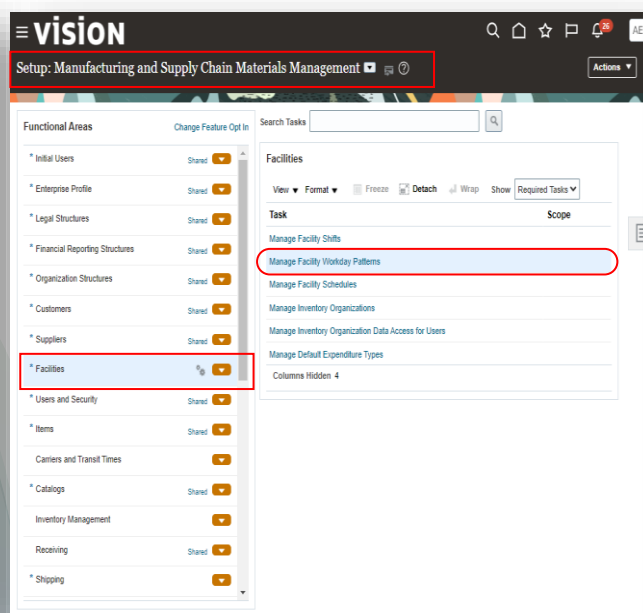 vision
26
AE
Setup: Manufacturing and Supply Chain Materials Management
Actions
Functional Areas
Change Feature Opt In
* Initial Users Shared
* Enterprise Profile Shared
* Legal Structures Shared
* Financial Reporting Structures Shared
* Organization Structures Shared
* Customers Shared
* Suppliers Shared
* Facilities
* Users and Security Shared
* Items Shared
Carriers and Transit Times
* Catalogs Shared
Inventory Management
Receiving Shared
* Shipping
Search Tasks
Facilities
View Format Freeze Detach Wrap Show Required Tasks
Task Scope
Manage Facility Shifts
Manage Facility Workday Patterns
Manage Facility Schedules
Manage Inventory Organizations
Manage Inventory Organization Data Access for Users
Manage Default Expenditure Types
Columns Hidden 4